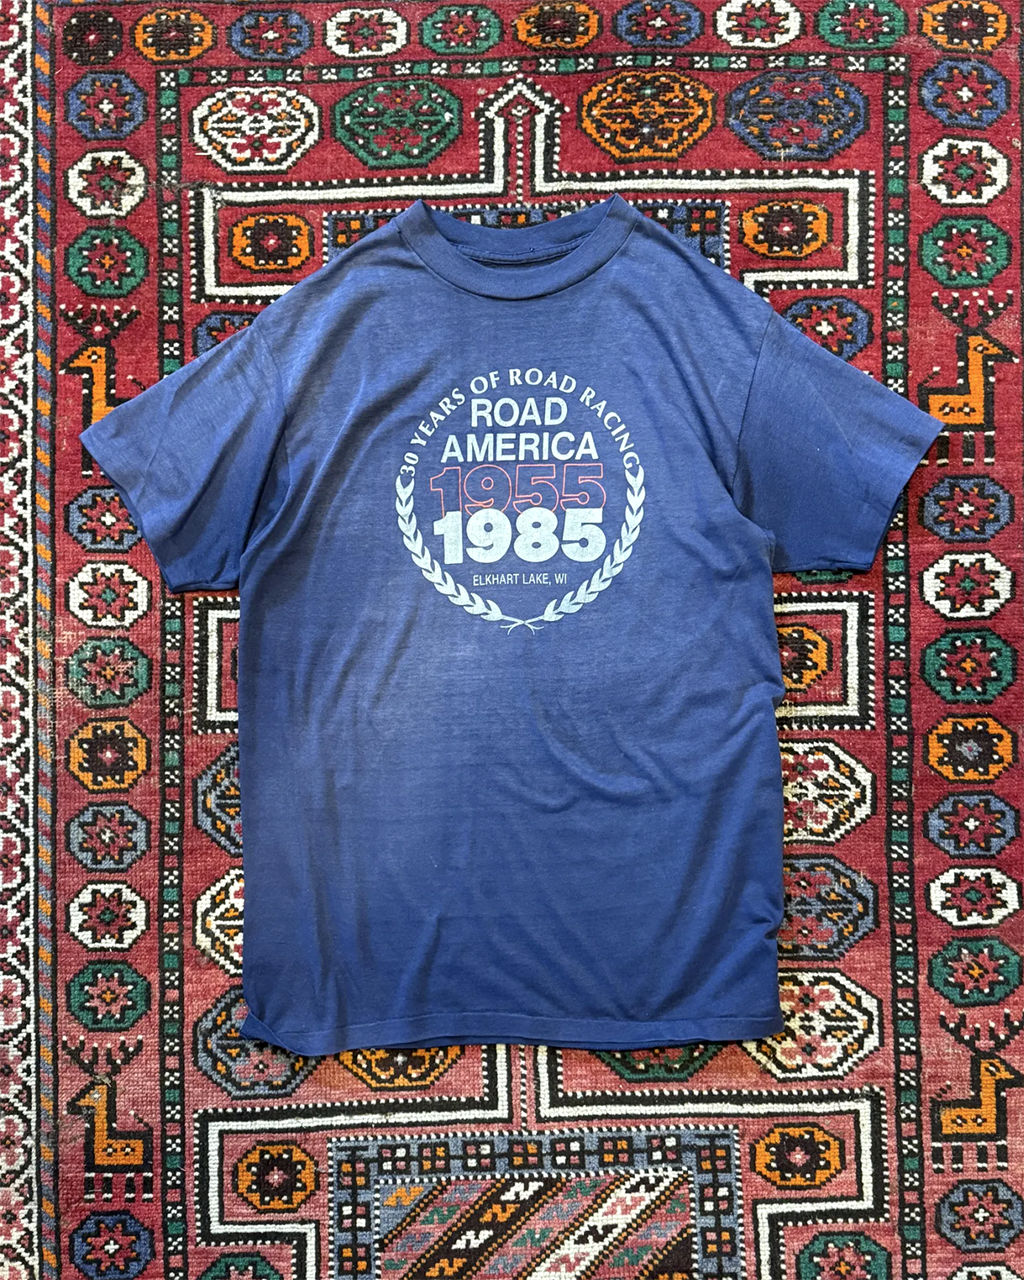 30 YEARS OF ROAD RACING
ROAD
AMERICA
1955
1985
ELKHART LAKE, WI